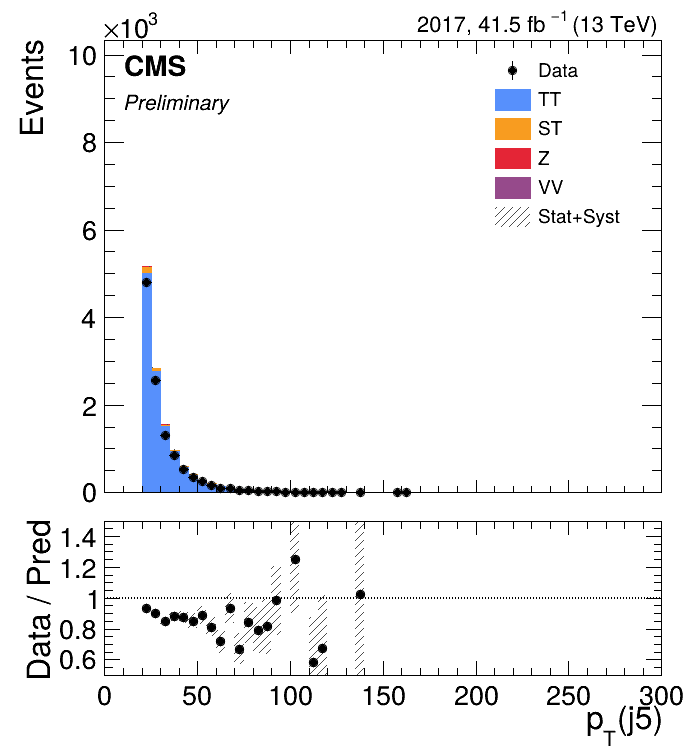 ×10³
2017, 41.5 fb⁻¹ (13 TeV)
Events
10
8
6
4
2
0
CMS
Preliminary
Data
TT
ST
Z
VV
Stat+Syst
Data / Pred
1.4
1.2
1
0.8
0.6
0
50
100
150
200
250
300
p_T(j5)